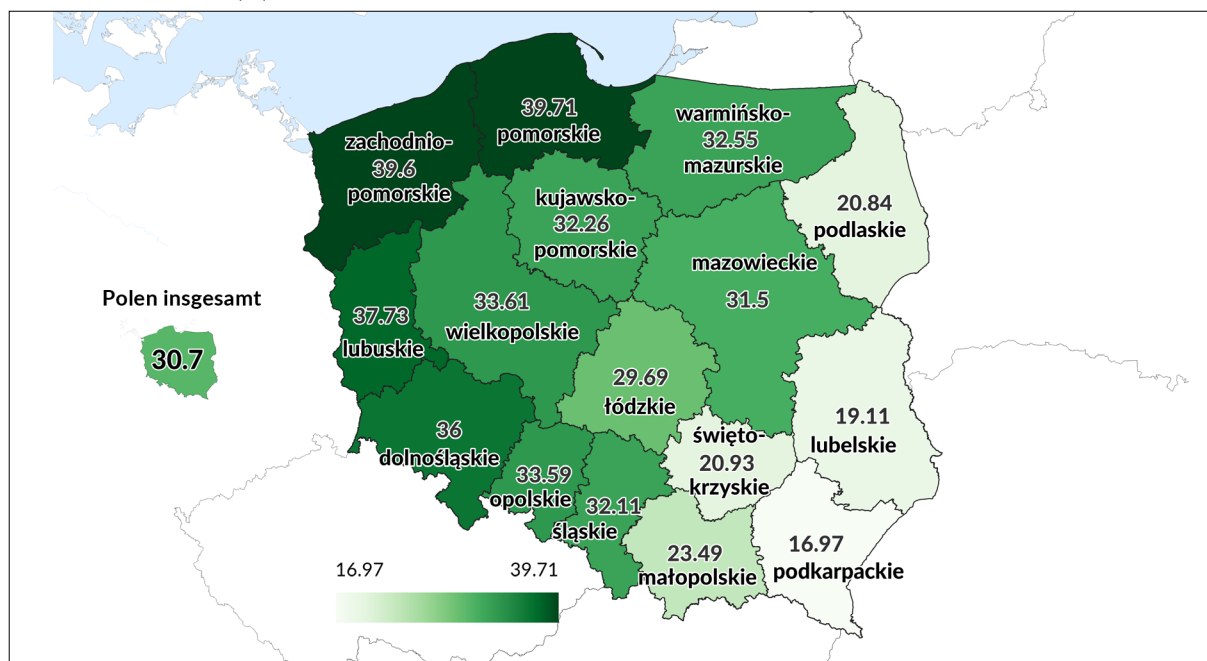 39.71
pomorskie
zachodnio-
39.6
pomorskie
warmińsko-
32.55
mazurskie
20.84
podlaskie
kujawsko-
32.26
pomorskie
mazowieckie
31.5
Polen insgesamt
30.7
37.73
lubuskie
33.61
wielkopolskie
29.69
łódzkie
19.11
lubelskie
36
dolnośląskie
święto-
20.93
krzyskie
33.59
opolskie
32.11
śląskie
23.49
małopolskie
16.97
podkarpackie
16.97
39.71